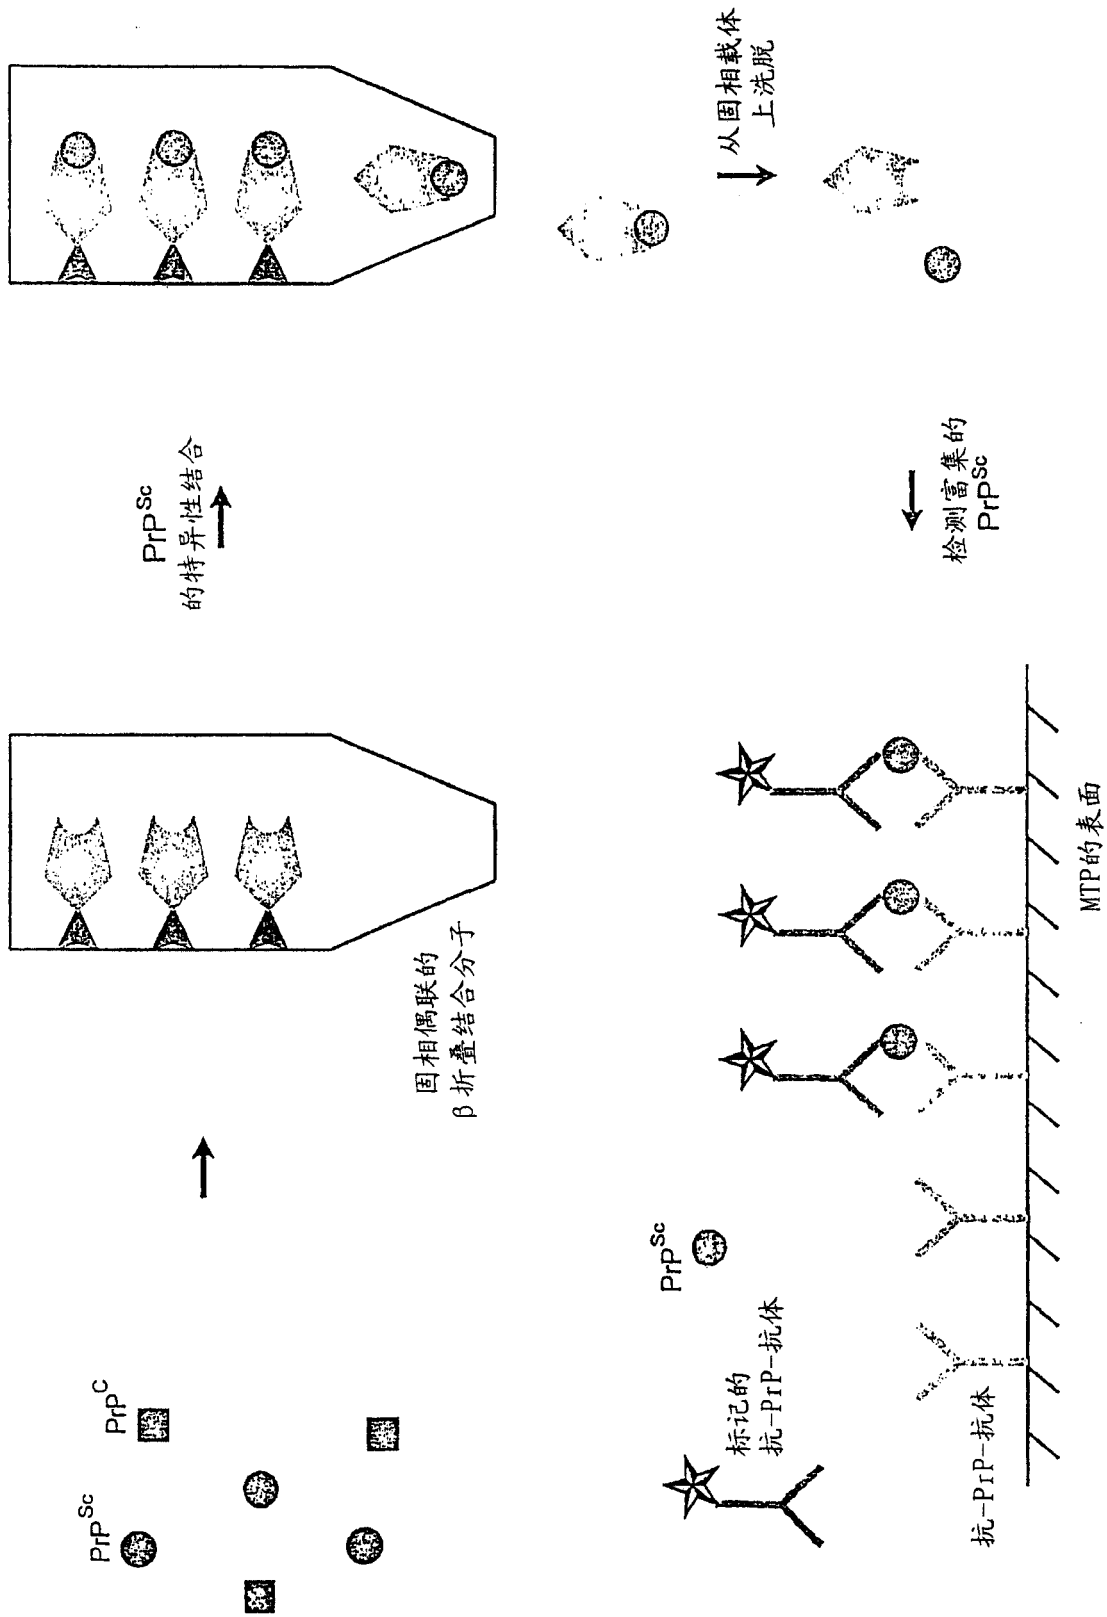 PrP^Sc
PrP^C
固相偶联的
β折叠结合分子
PrP^Sc
的特异性结合
从固相载体
上洗脱
检测富集的
PrP^Sc
标记的
抗-PrP-抗体
PrP^Sc
抗-PrP-抗体
MTP的表面